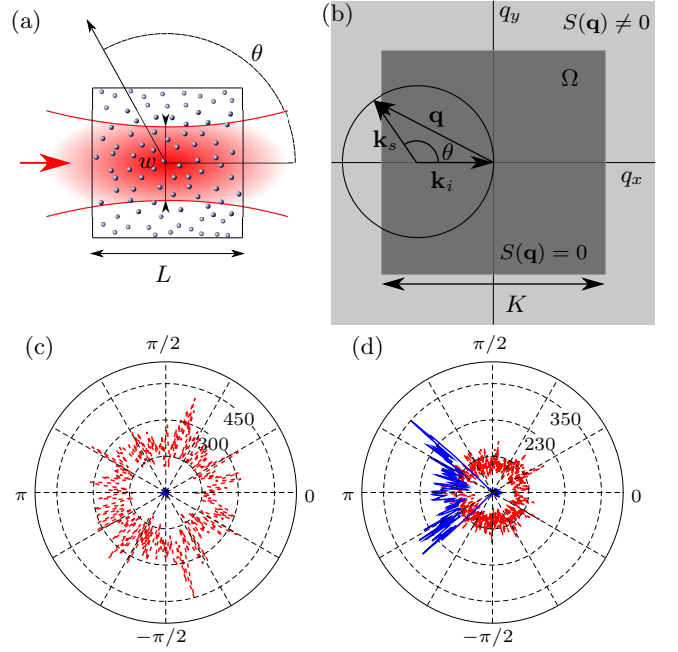 (a)
θ
w
L
(b)
q_y
S(q) ≠ 0
Ω
q
k_s
θ
k_i
q_x
S(q) = 0
K
(c)
π/2
450
300
π
0
−π/2
(d)
π/2
350
230
π
0
−π/2